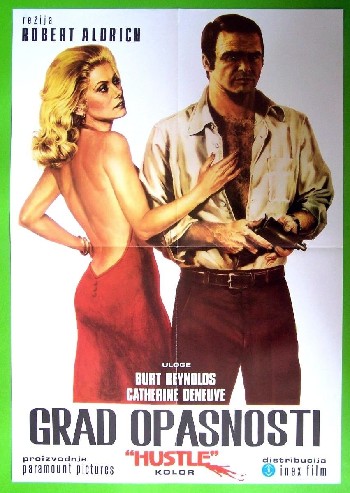 režija
ROBERT ALDRICH
ULOGE
BURT REYNOLDS
CATHERINE DENEUVE
GRAD OPASNOSTI
proizvodnja
paramount pictures
"HUSTLE"
KOLOR
distribucija
inex film